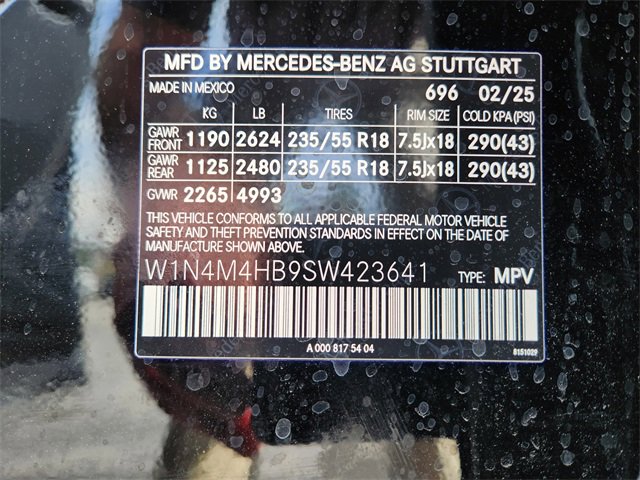 MFD BY MERCEDES-BENZ AG STUTTGART
MADE IN MEXICO 696 02/25
KG LB TIRES RIM SIZE COLD KPA (PSI)
GAWR FRONT 1190 2624 235/55 R18 7.5Jx18 290(43)
GAWR REAR 1125 2480 235/55 R18 7.5Jx18 290(43)
GVWR 2265 4993
THIS VEHICLE CONFORMS TO ALL APPLICABLE FEDERAL MOTOR VEHICLE
SAFETY AND THEFT PREVENTION STANDARDS IN EFFECT ON THE DATE
OF MANUFACTURE SHOWN ABOVE.
W1N4M4HB9SW423641 TYPE: MPV
A 000 817 54 04 8151029